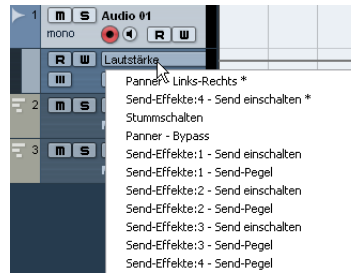 1 m S Audio 01
mono R W
R W Lautstärke
Panner - Links-Rechts *
Send-Effekte:4 - Send einschalten *
2 m S
Stummschalten
Panner - Bypass
3 m S
Send-Effekte:1 - Send einschalten
Send-Effekte:1 - Send-Pegel
Send-Effekte:2 - Send einschalten
Send-Effekte:2 - Send-Pegel
Send-Effekte:3 - Send einschalten
Send-Effekte:3 - Send-Pegel
Send-Effekte:4 - Send-Pegel